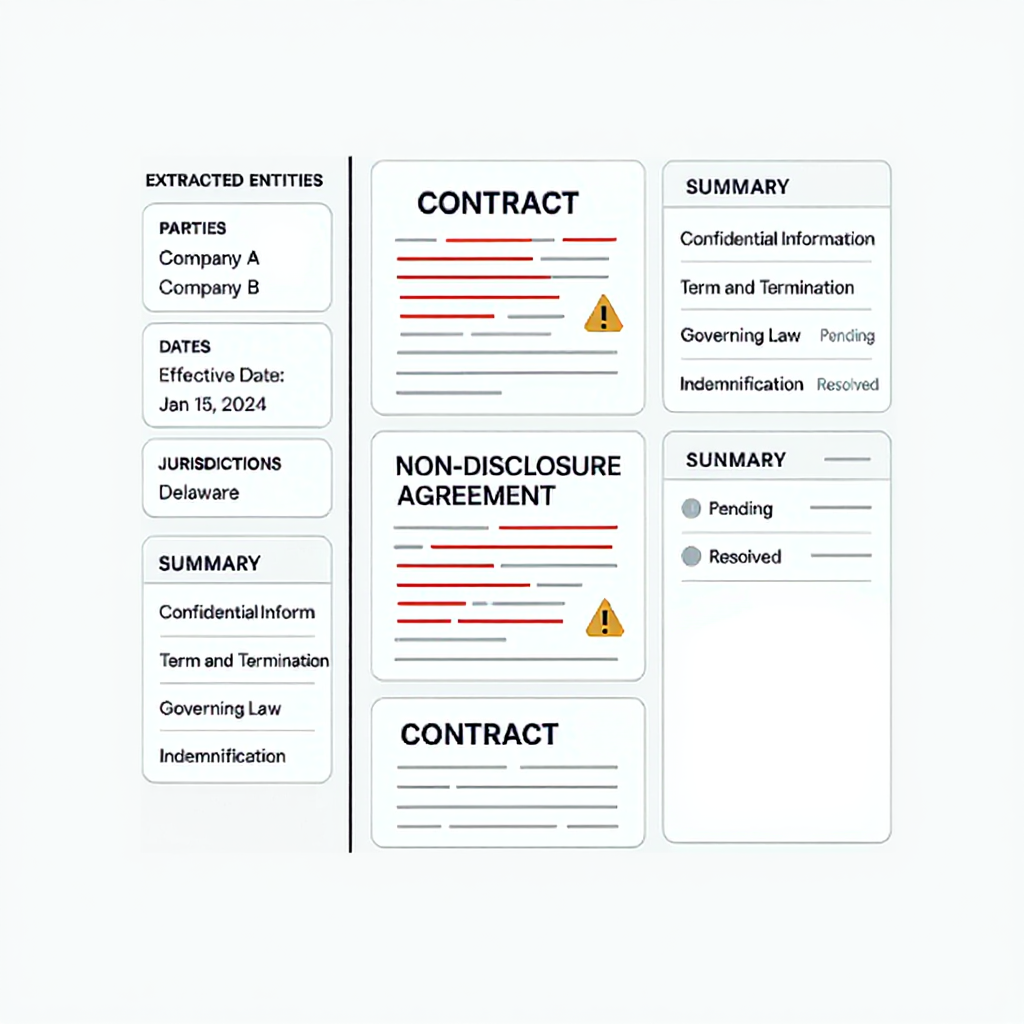 EXTRACTED ENTITIES
PARTIES
Company A
Company B
DATES
Effective Date:
Jan 15, 2024
JURISDICTIONS
Delaware
SUMMARY
Confidential Inform
Term and Termination
Governing Law
Indemnification
CONTRACT
NON-DISCLOSURE
AGREEMENT
CONTRACT
SUMMARY
Confidential Information
Term and Termination
Governing Law Pending
Indemnification Resolved
SUNMARY
Pending
Resoived